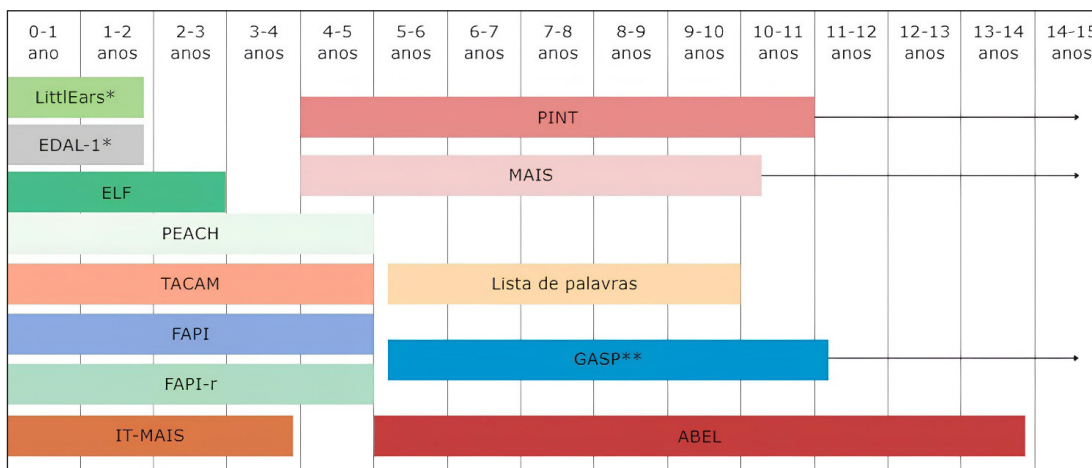 0-1 1-2 2-3 3-4 4-5 5-6 6-7 7-8 8-9 9-10 10-11 11-12 12-13 13-14 14-15
ano anos anos anos anos anos anos anos anos anos anos anos anos anos anos
LittlEars*
PINT
EDAL-1*
MAIS
ELF
PEACH
TACAM Lista de palavras
FAPI
GASP**
FAPI-r
IT-MAIS ABEL